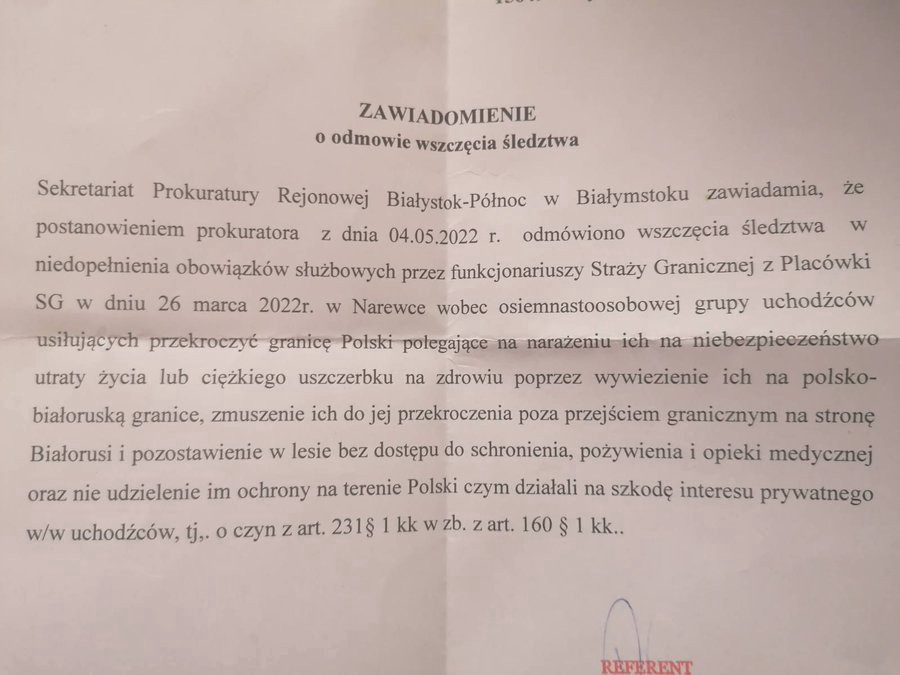 ZAWIADOMIENIE
o odmowie wszczęcia śledztwa
Sekretariat Prokuratury Rejonowej Białystok-Północ w Białymstoku zawiadamia, że
postanowieniem prokuratora z dnia 04.05.2022 r. odmówiono wszczęcia śledztwa w
niedopełnienia obowiązków służbowych przez funkcjonariuszy Straży Granicznej z Placówki
SG w dniu 26 marca 2022r. w Narewce wobec osiemnastoosobowej grupy uchodźców
usiłujących przekroczyć granicę Polski polegające na narażeniu ich na niebezpieczeństwo
utraty życia lub ciężkiego uszczerbku na zdrowiu poprzez wywiezienie ich na polsko-
białoruską granice, zmuszenie ich do jej przekroczenia poza przejściem granicznym na stronę
Białorusi i pozostawienie w lesie bez dostępu do schronienia, pożywienia i opieki medycznej
oraz nie udzielenie im ochrony na terenie Polski czym działali na szkodę interesu prywatnego
w/w uchodźców, tj,. o czyn z art. 231§ 1 kk w zb. z art. 160 § 1 kk..
REFERENT